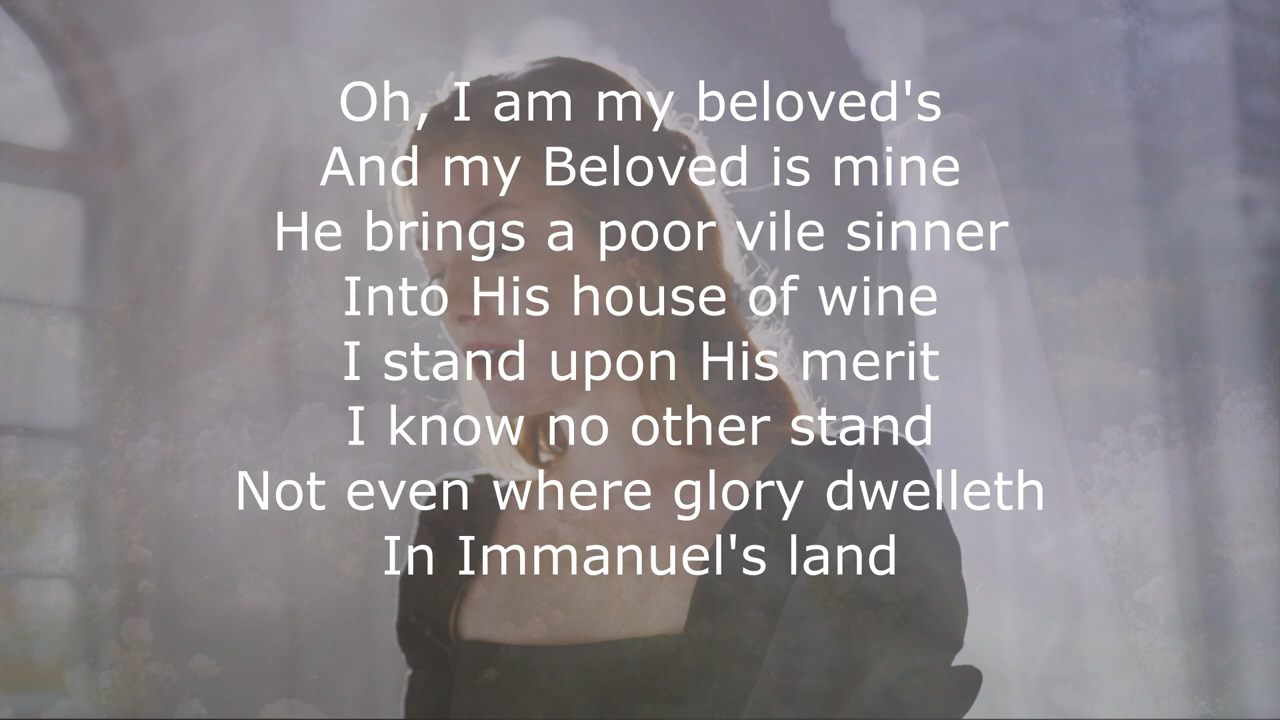 Oh, I am my beloved's
And my Beloved is mine
He brings a poor vile sinner
Into His house of wine
I stand upon His merit
I know no other stand
Not even where glory dwelleth
In Immanuel's land